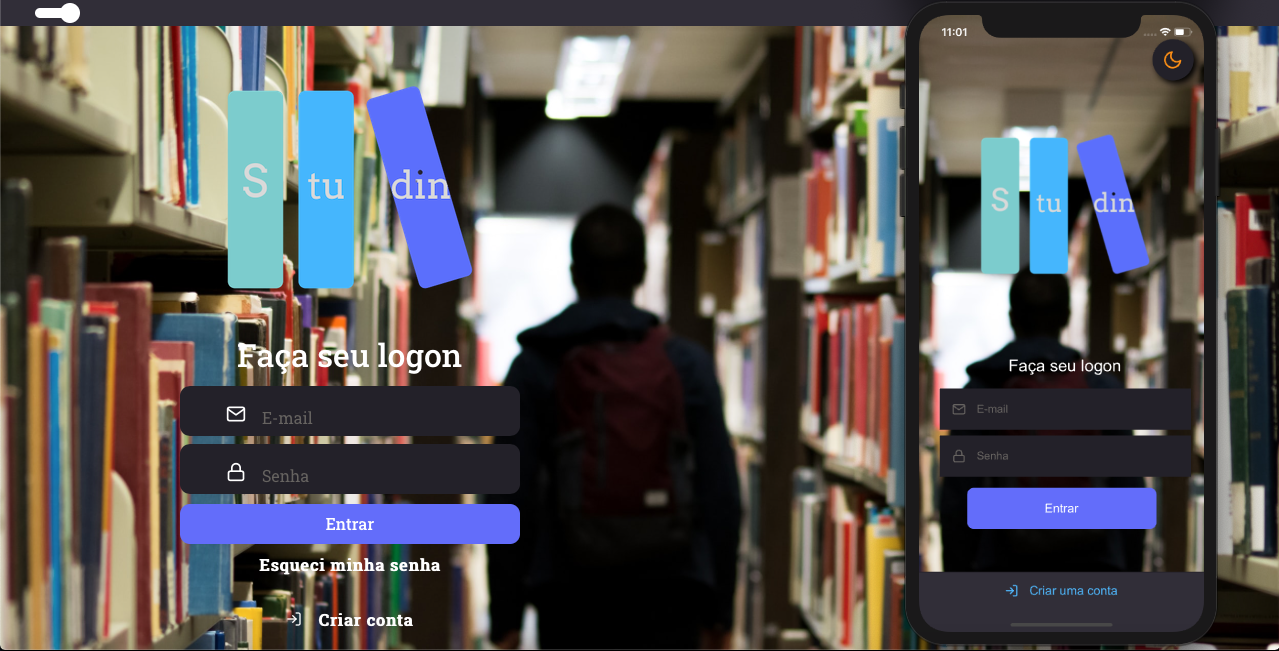 S tu din
Faça seu logon
E-mail
Senha
Entrar
Esqueci minha senha
Criar conta
11:01
S tu din
Faça seu logon
E-mail
Senha
Entrar
Criar uma conta